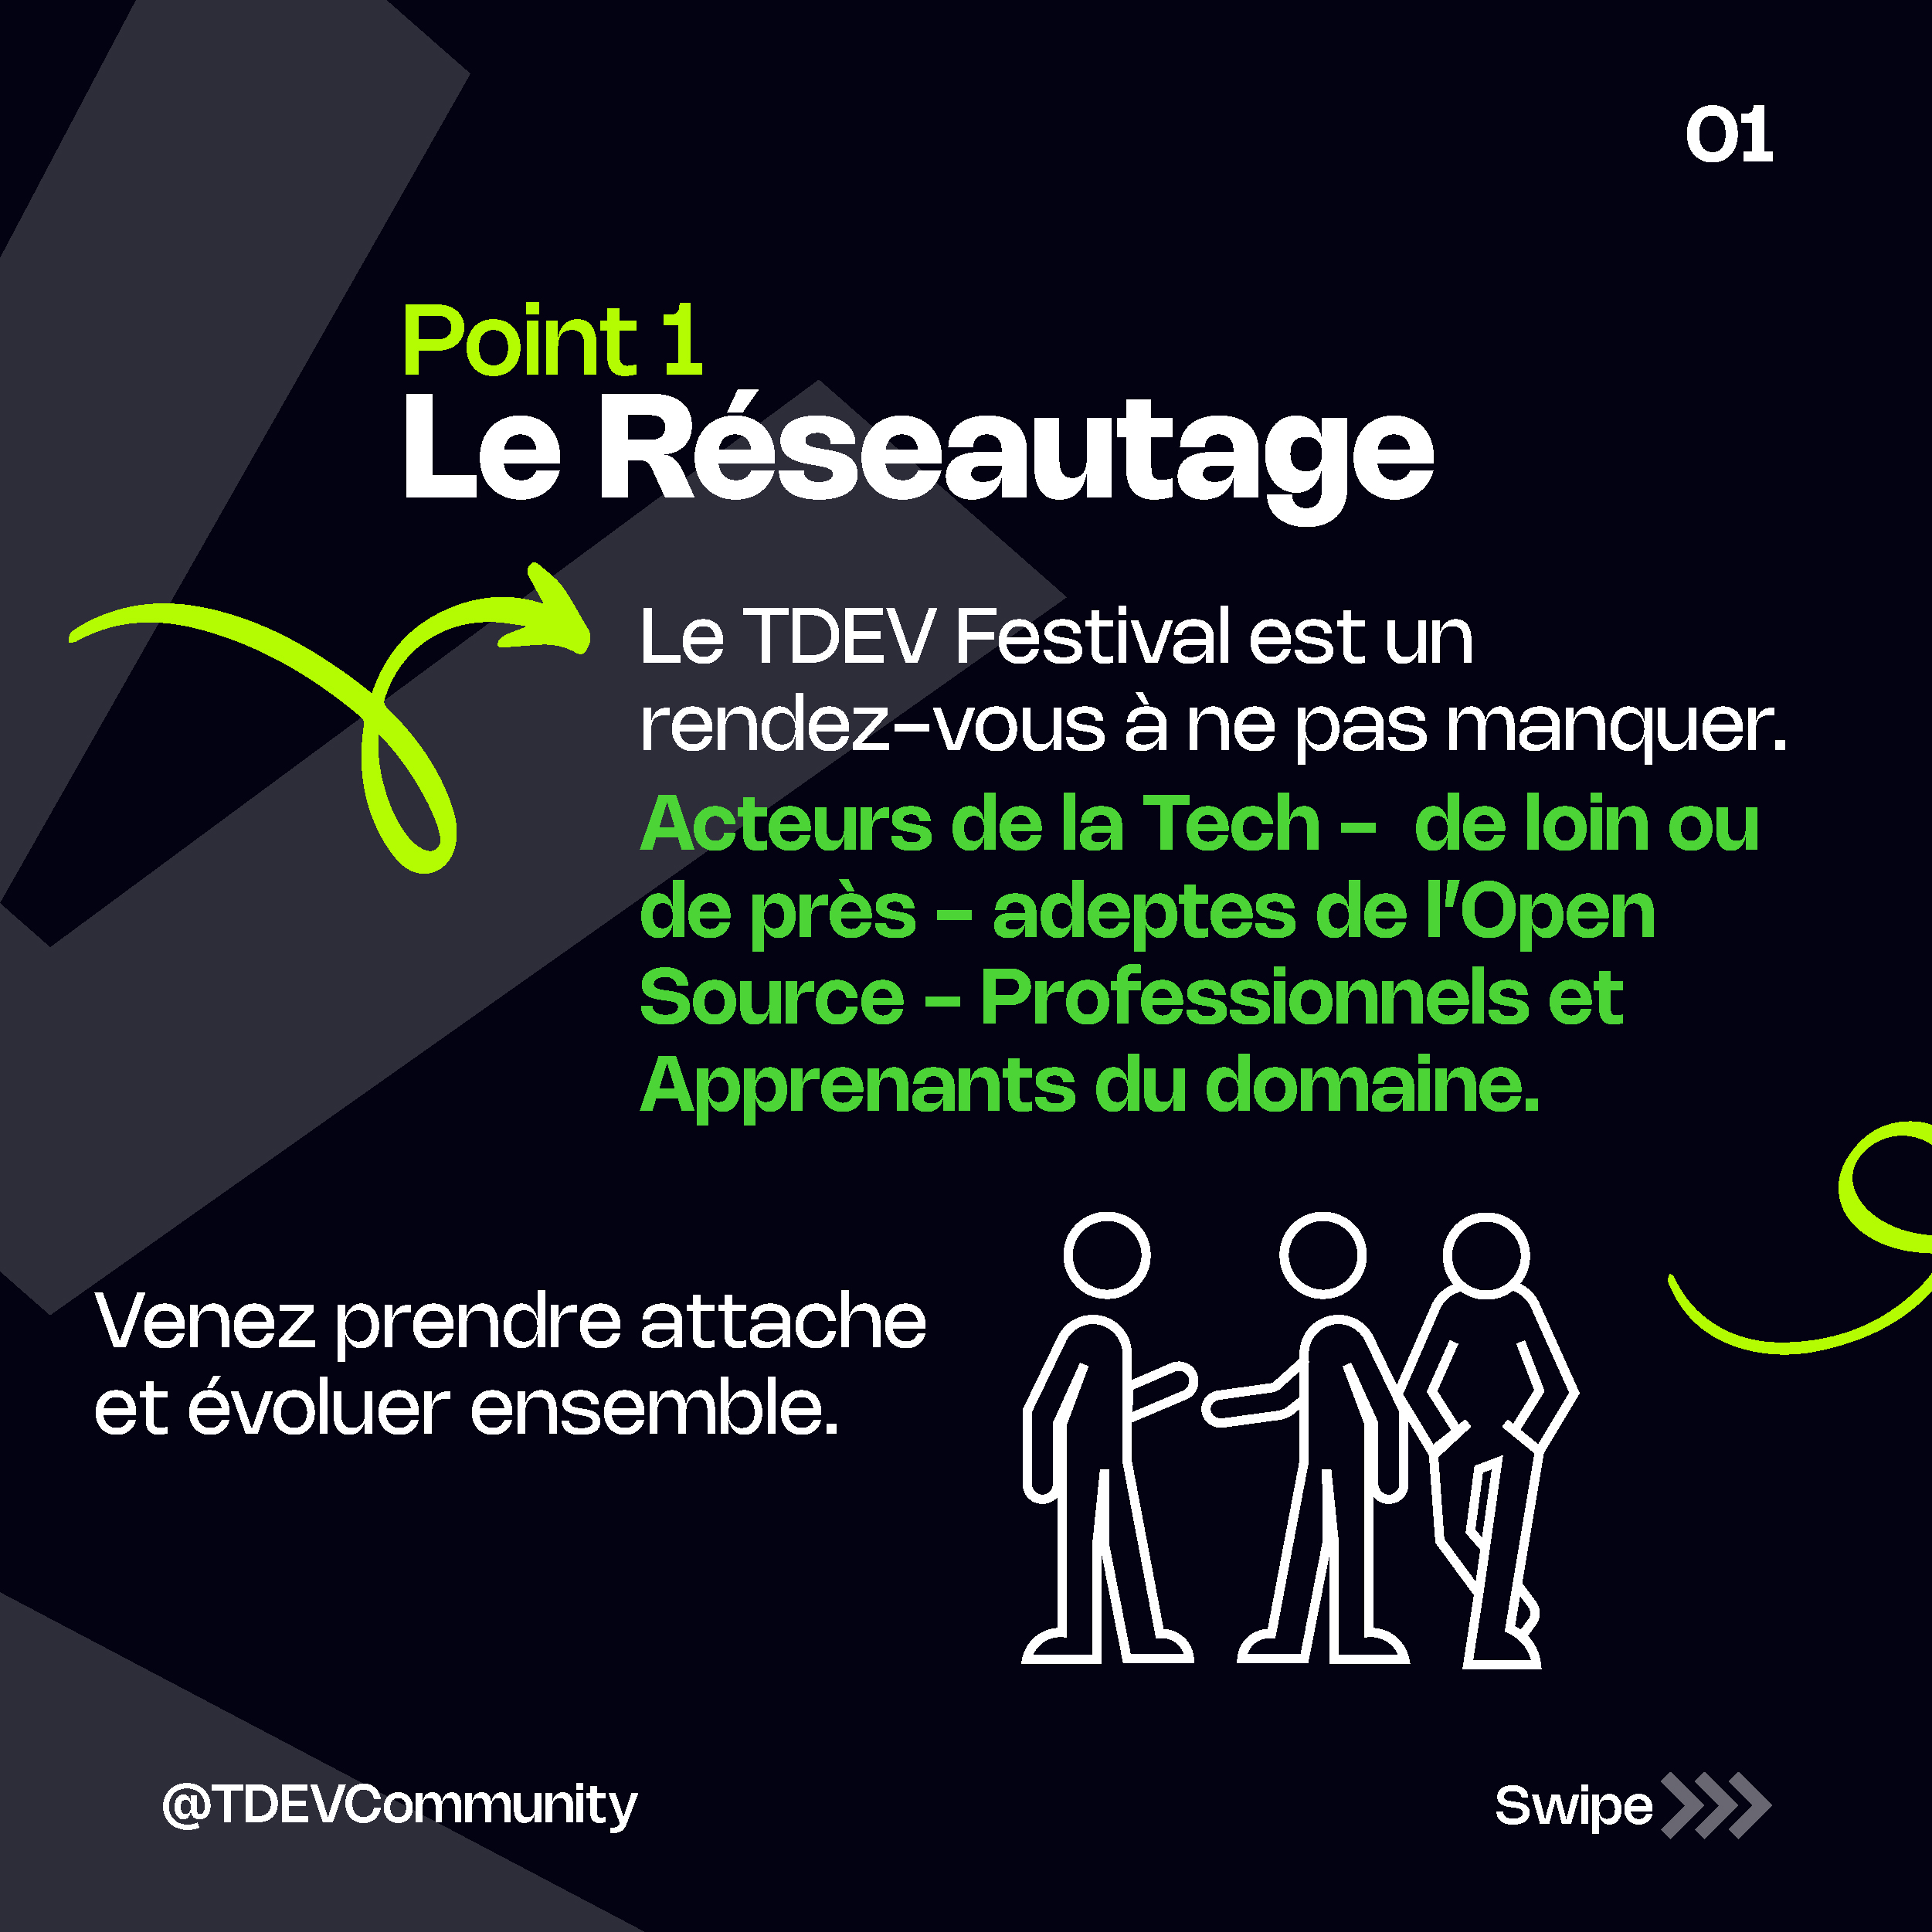 01
Point 1
Le Réseautage
Le TDEV Festival est un
rendez-vous à ne pas manquer.
Acteurs de la Tech -  de loin ou
de près - adeptes de l'Open
Source - Professionnels et
Apprenants du domaine.
Venez prendre attache
et évoluer ensemble.
@TDEVCommunity
Swipe